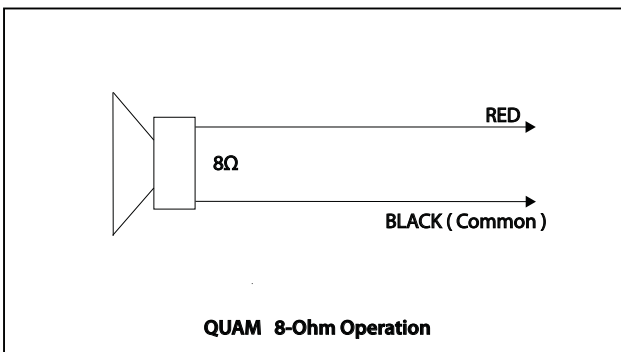 RED
8Ω
BLACK ( Common )
QUAM 8-Ohm Operation